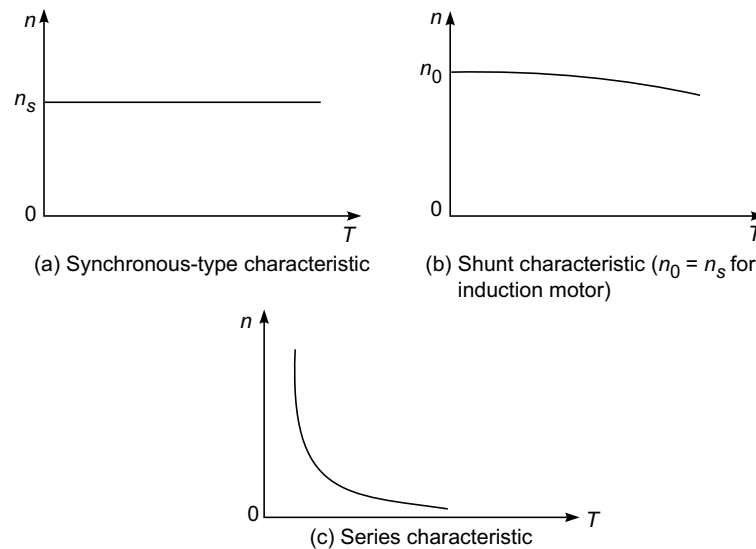 n
n_s
0
T
(a) Synchronous-type characteristic
n
n_0
0
T
(b) Shunt characteristic (n_0 = n_s for
induction motor)
n
0
T
(c) Series characteristic